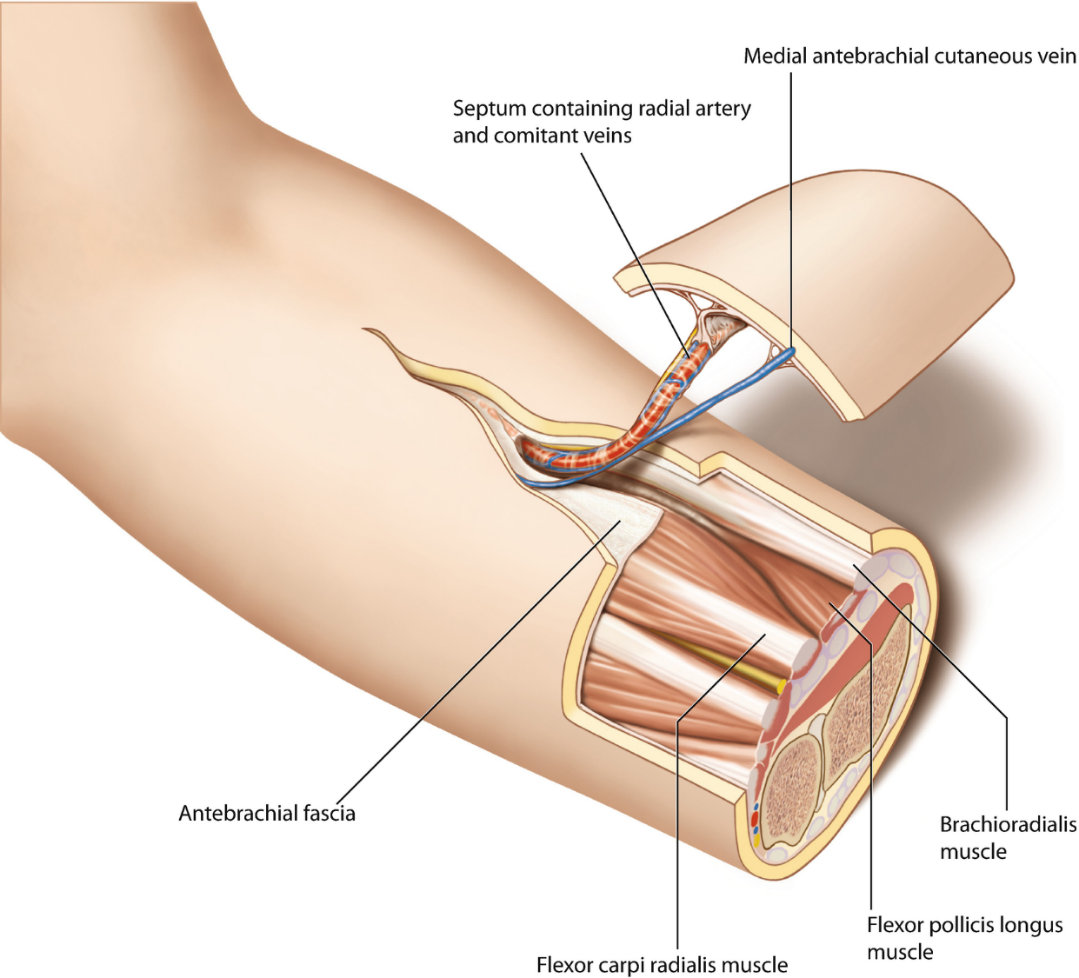 Medial antebrachial cutaneous vein
Septum containing radial artery
and comitant veins
Antebrachial fascia
Brachioradialis
muscle
Flexor pollicis longus
muscle
Flexor carpi radialis muscle